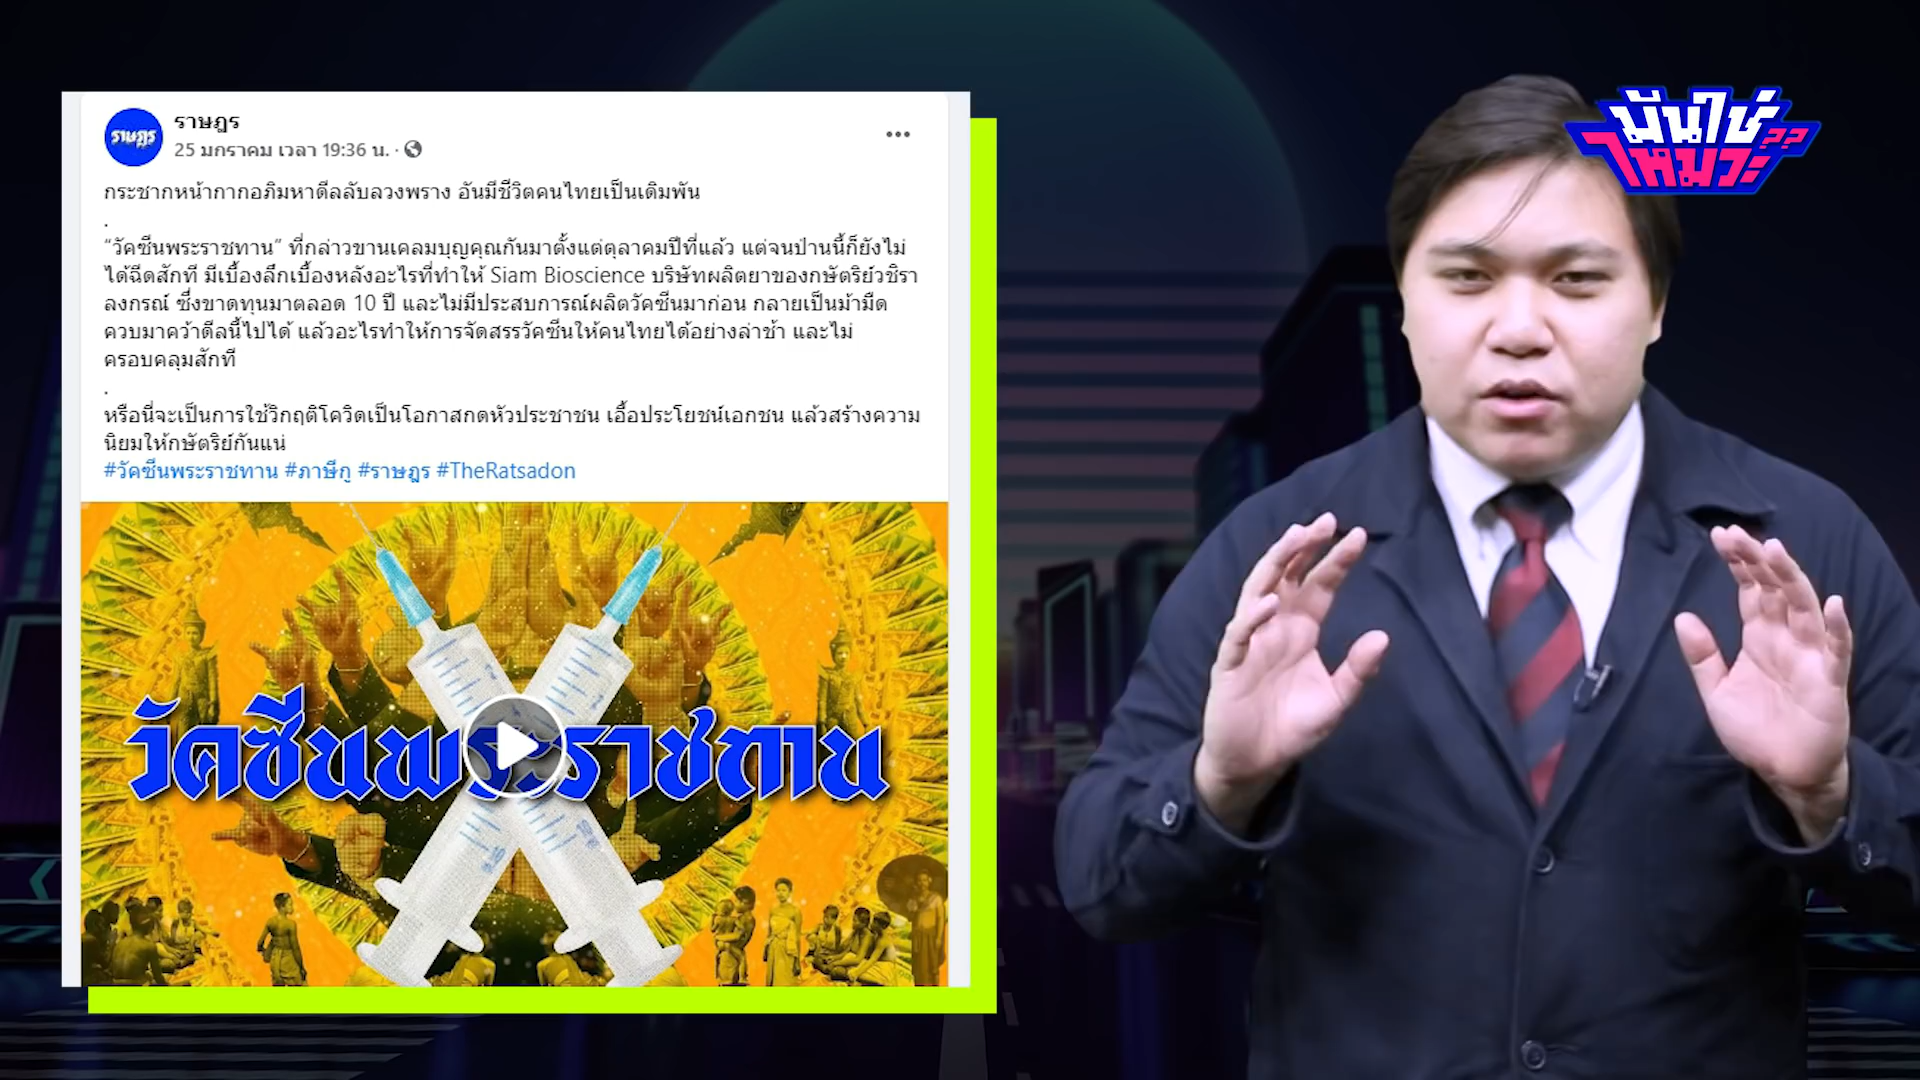 ราษฎร
ราษฎร
25 มกราคม เวลา 19:36 น. ·
กระชากหน้ากากอภิมหาดีลลับลวงพราง อันมีชีวิตคนไทยเป็นเดิมพัน
.
“วัคซีนพระราชทาน” ที่กล่าวขานเคลมบุญคุณกันมาตั้งแต่ตุลาคมปีที่แล้ว แต่จนป่านนี้ก็ยังไม่
ได้ฉีดสักที มีเบื้องลึกเบื้องหลังอะไรที่ทำให้ Siam Bioscience บริษัทผลิตยาของกษัตริย์วชิรา
ลงกรณ์ ซึ่งขาดทุนมาตลอด 10 ปี และไม่มีประสบการณ์ผลิตวัคซีนมาก่อน กลายเป็นม้ามืด
ควบมาคว้าดีลนี้ไปได้ แล้วอะไรทำให้การจัดสรรวัคซีนให้คนไทยได้อย่างล่าช้า และไม่
ครอบคลุมสักที
.
หรือนี่จะเป็นการใช้วิกฤติโควิดเป็นโอกาสกดหัวประชาชน เอื้อประโยชน์เอกชน แล้วสร้างความ
นิยมให้กษัตริย์กันแน่
#วัคซีนพระราชทาน #ภาษีกู #ราษฎร #TheRatsadon
วัคซีนพระราชทาน
มันใช่
ไหมวะ??